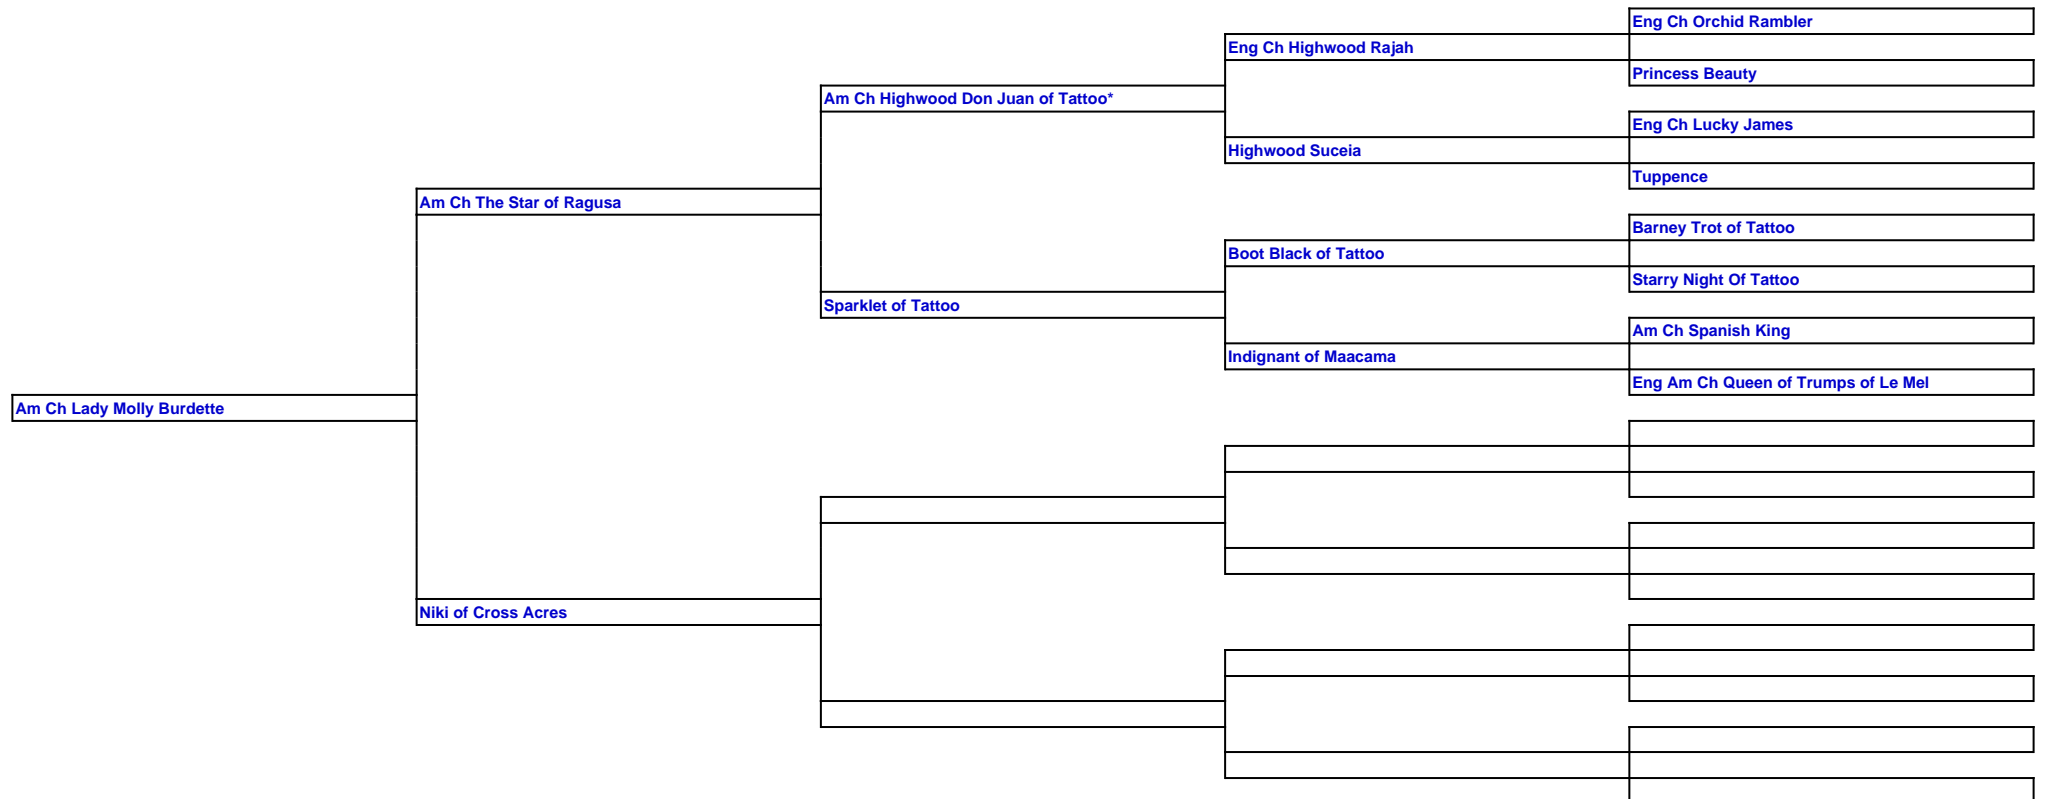 Eng Ch Orchid Rambler
Eng Ch Highwood Rajah
Princess Beauty
Am Ch Highwood Don Juan of Tattoo*
Eng Ch Lucky James
Highwood Suceia
Tuppence
Am Ch The Star of Ragusa
Barney Trot of Tattoo
Boot Black of Tattoo
Starry Night Of Tattoo
Sparklet of Tattoo
Am Ch Spanish King
Indignant of Maacama
Eng Am Ch Queen of Trumps of Le Mel
Am Ch Lady Molly Burdette
Niki of Cross Acres